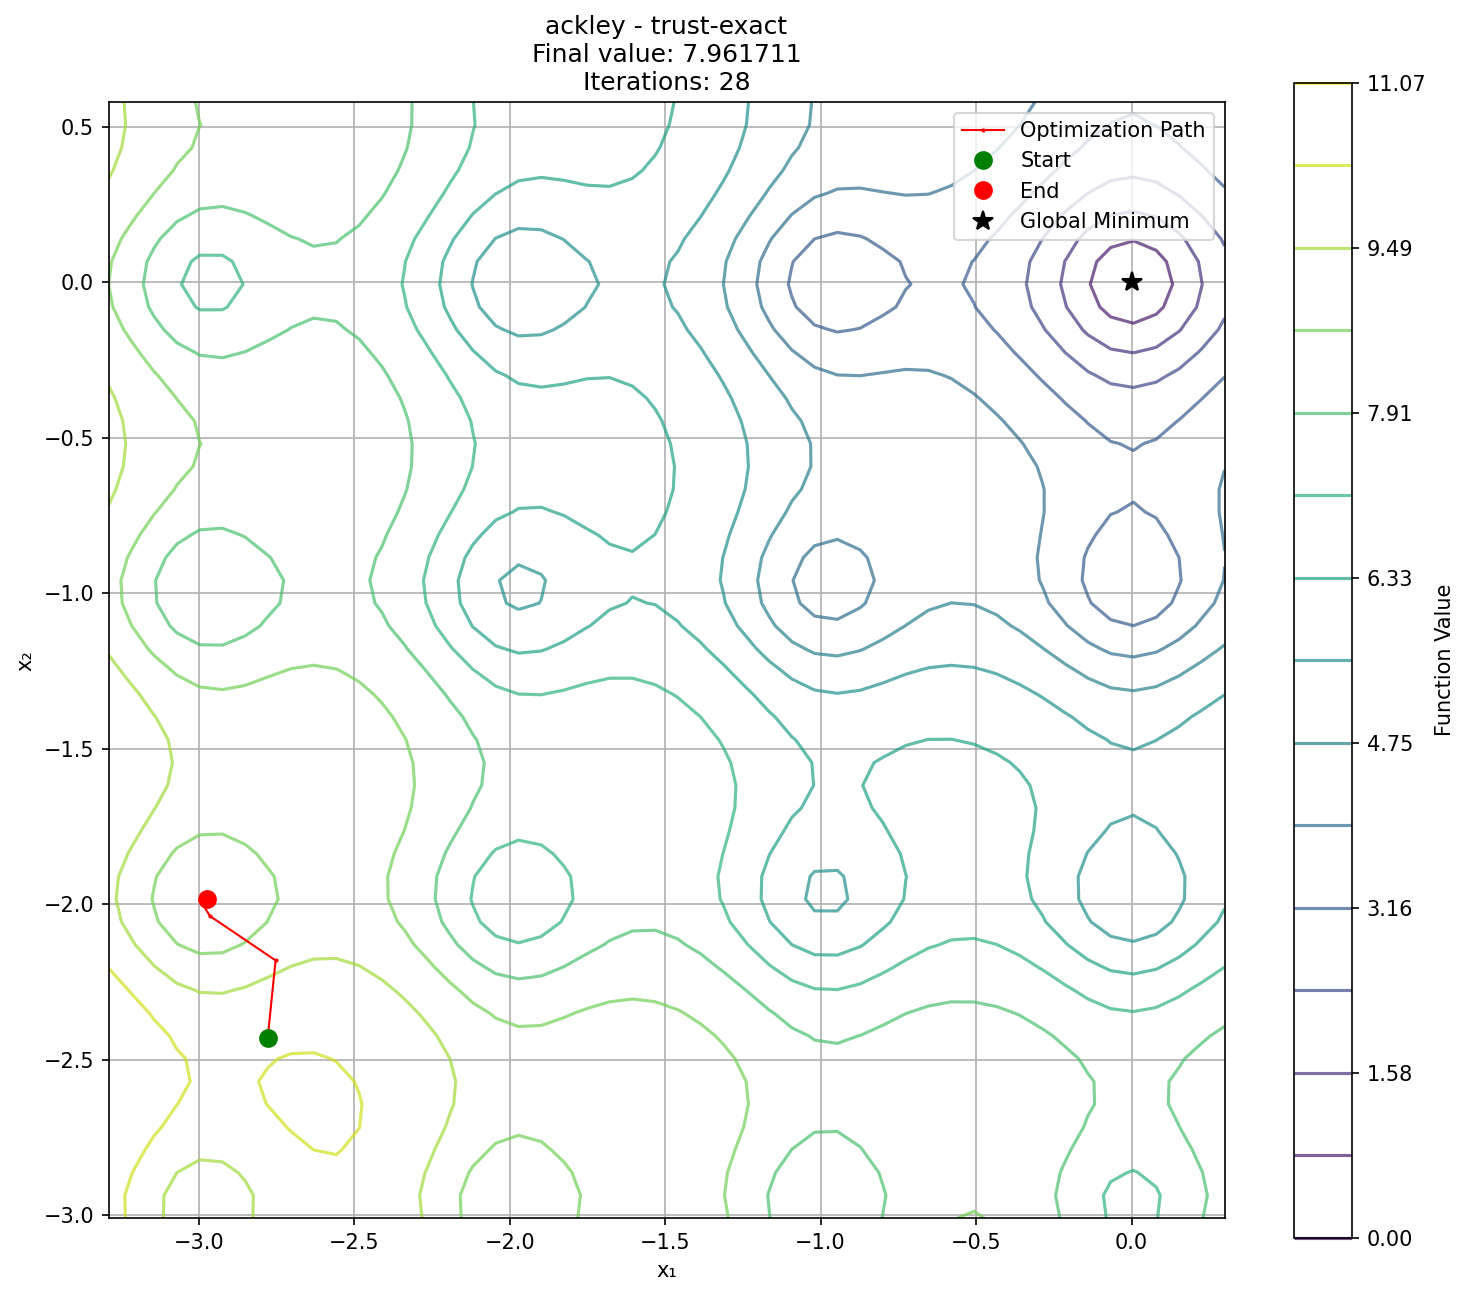 ackley - trust-exact
Final value: 7.961711
Iterations: 28
Optimization Path
Start
End
Global Minimum
0.5
0.0
−0.5
−1.0
−1.5
−2.0
−2.5
−3.0
x₂
−3.0
−2.5
−2.0
−1.5
−1.0
−0.5
0.0
x₁
11.07
9.49
7.91
6.33
4.75
3.16
1.58
0.00
Function Value